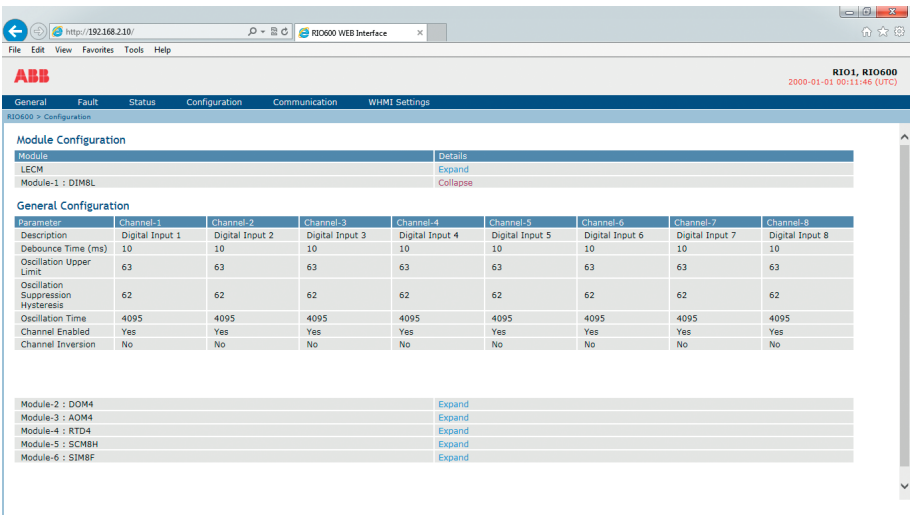 http://192.168.2.10/
RIO600 WEB Interface
File Edit View Favorites Tools Help
ABB
RIO1, RIO600
2000-01-01 00:11:46 (UTC)
General Fault Status Configuration Communication WHMI Settings
RIO600 > Configuration
Module Configuration
Module Details
LECM Expand
Module-1 : DIM8L Collapse
General Configuration
Parameter Channel-1 Channel-2 Channel-3 Channel-4 Channel-5 Channel-6 Channel-7 Channel-8
Description Digital Input 1 Digital Input 2 Digital Input 3 Digital Input 4 Digital Input 5 Digital Input 6 Digital Input 7 Digital Input 8
Debounce Time (ms) 10 10 10 10 10 10 10 10
Oscillation Upper
Limit 63 63 63 63 63 63 63 63
Oscillation
Suppression 62 62 62 62 62 62 62 62
Hysteresis
Oscillation Time 4095 4095 4095 4095 4095 4095 4095 4095
Channel Enabled Yes Yes Yes Yes Yes Yes Yes Yes
Channel Inversion No No No No No No No No
Module-2 : DOM4 Expand
Module-3 : AOM4 Expand
Module-4 : RTD4 Expand
Module-5 : SCM8H Expand
Module-6 : SIM8F Expand